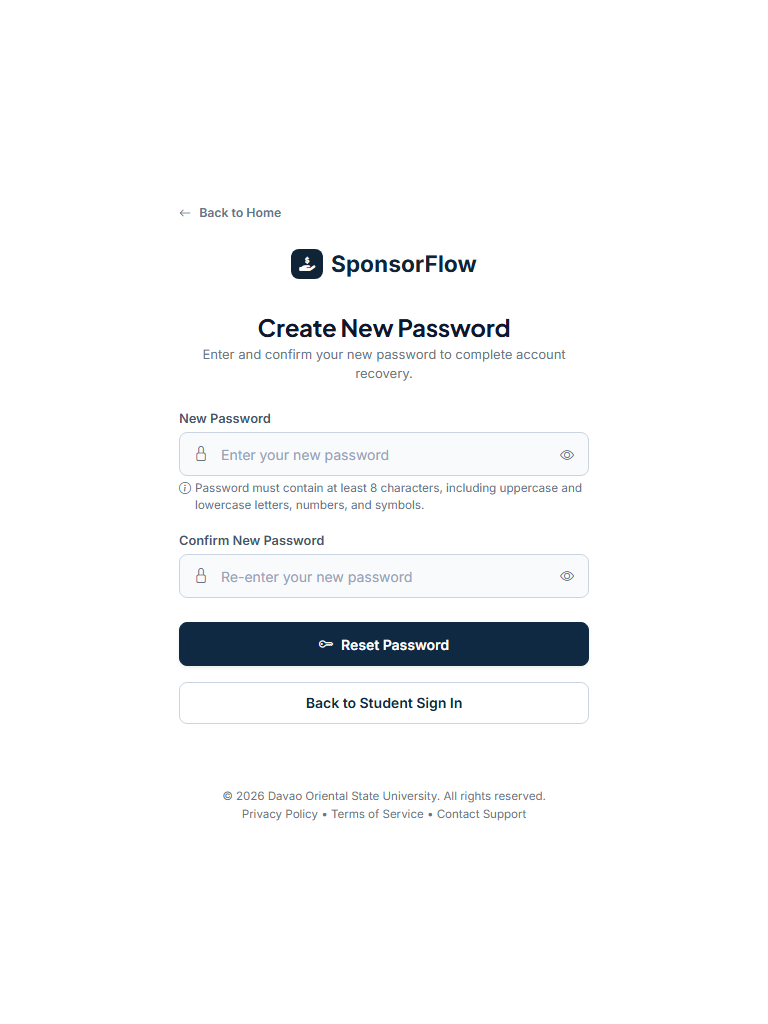 Back to Home
SponsorFlow
Create New Password
Enter and confirm your new password to complete account
recovery.
New Password
Enter your new password
Password must contain at least 8 characters, including uppercase and
lowercase letters, numbers, and symbols.
Confirm New Password
Re-enter your new password
Reset Password
Back to Student Sign In
© 2026 Davao Oriental State University. All rights reserved.
Privacy Policy • Terms of Service • Contact Support